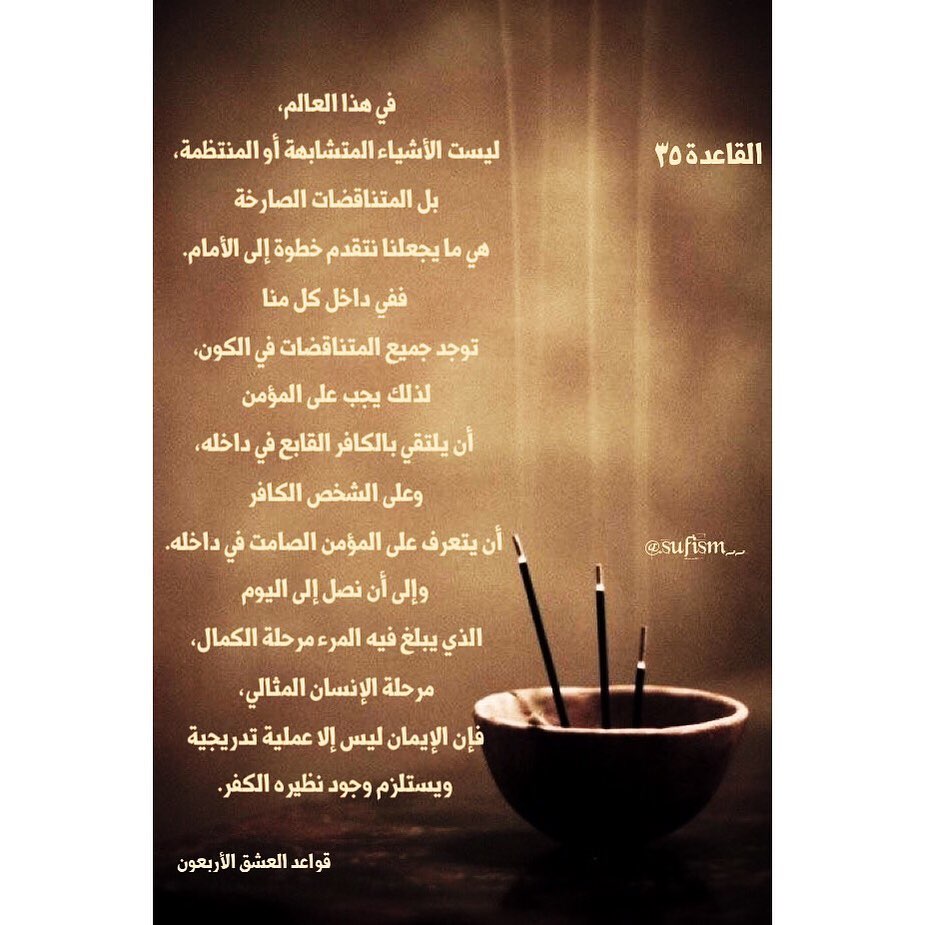 القاعدة ٣٥
في هذا العالم،
ليست الأشياء المتشابهة أو المنتظمة،
بل المتناقضات الصارخة
هي ما يجعلنا نتقدم خطوة إلى الأمام.
ففي داخل كل منا
توجد جميع المتناقضات في الكون،
لذلك يجب على المؤمن
أن يلتقي بالكافر القابع في داخله،
وعلى الشخص الكافر
أن يتعرف على المؤمن الصامت في داخله.
وإلى أن نصل إلى اليوم
الذي يبلغ فيه المرء مرحلة الكمال،
مرحلة الإنسان المثالي،
فإن الإيمان ليس إلا عملية تدريجية
ويستلزم وجود نظيره الكفر.
@sufism__
قواعد العشق الأربعون